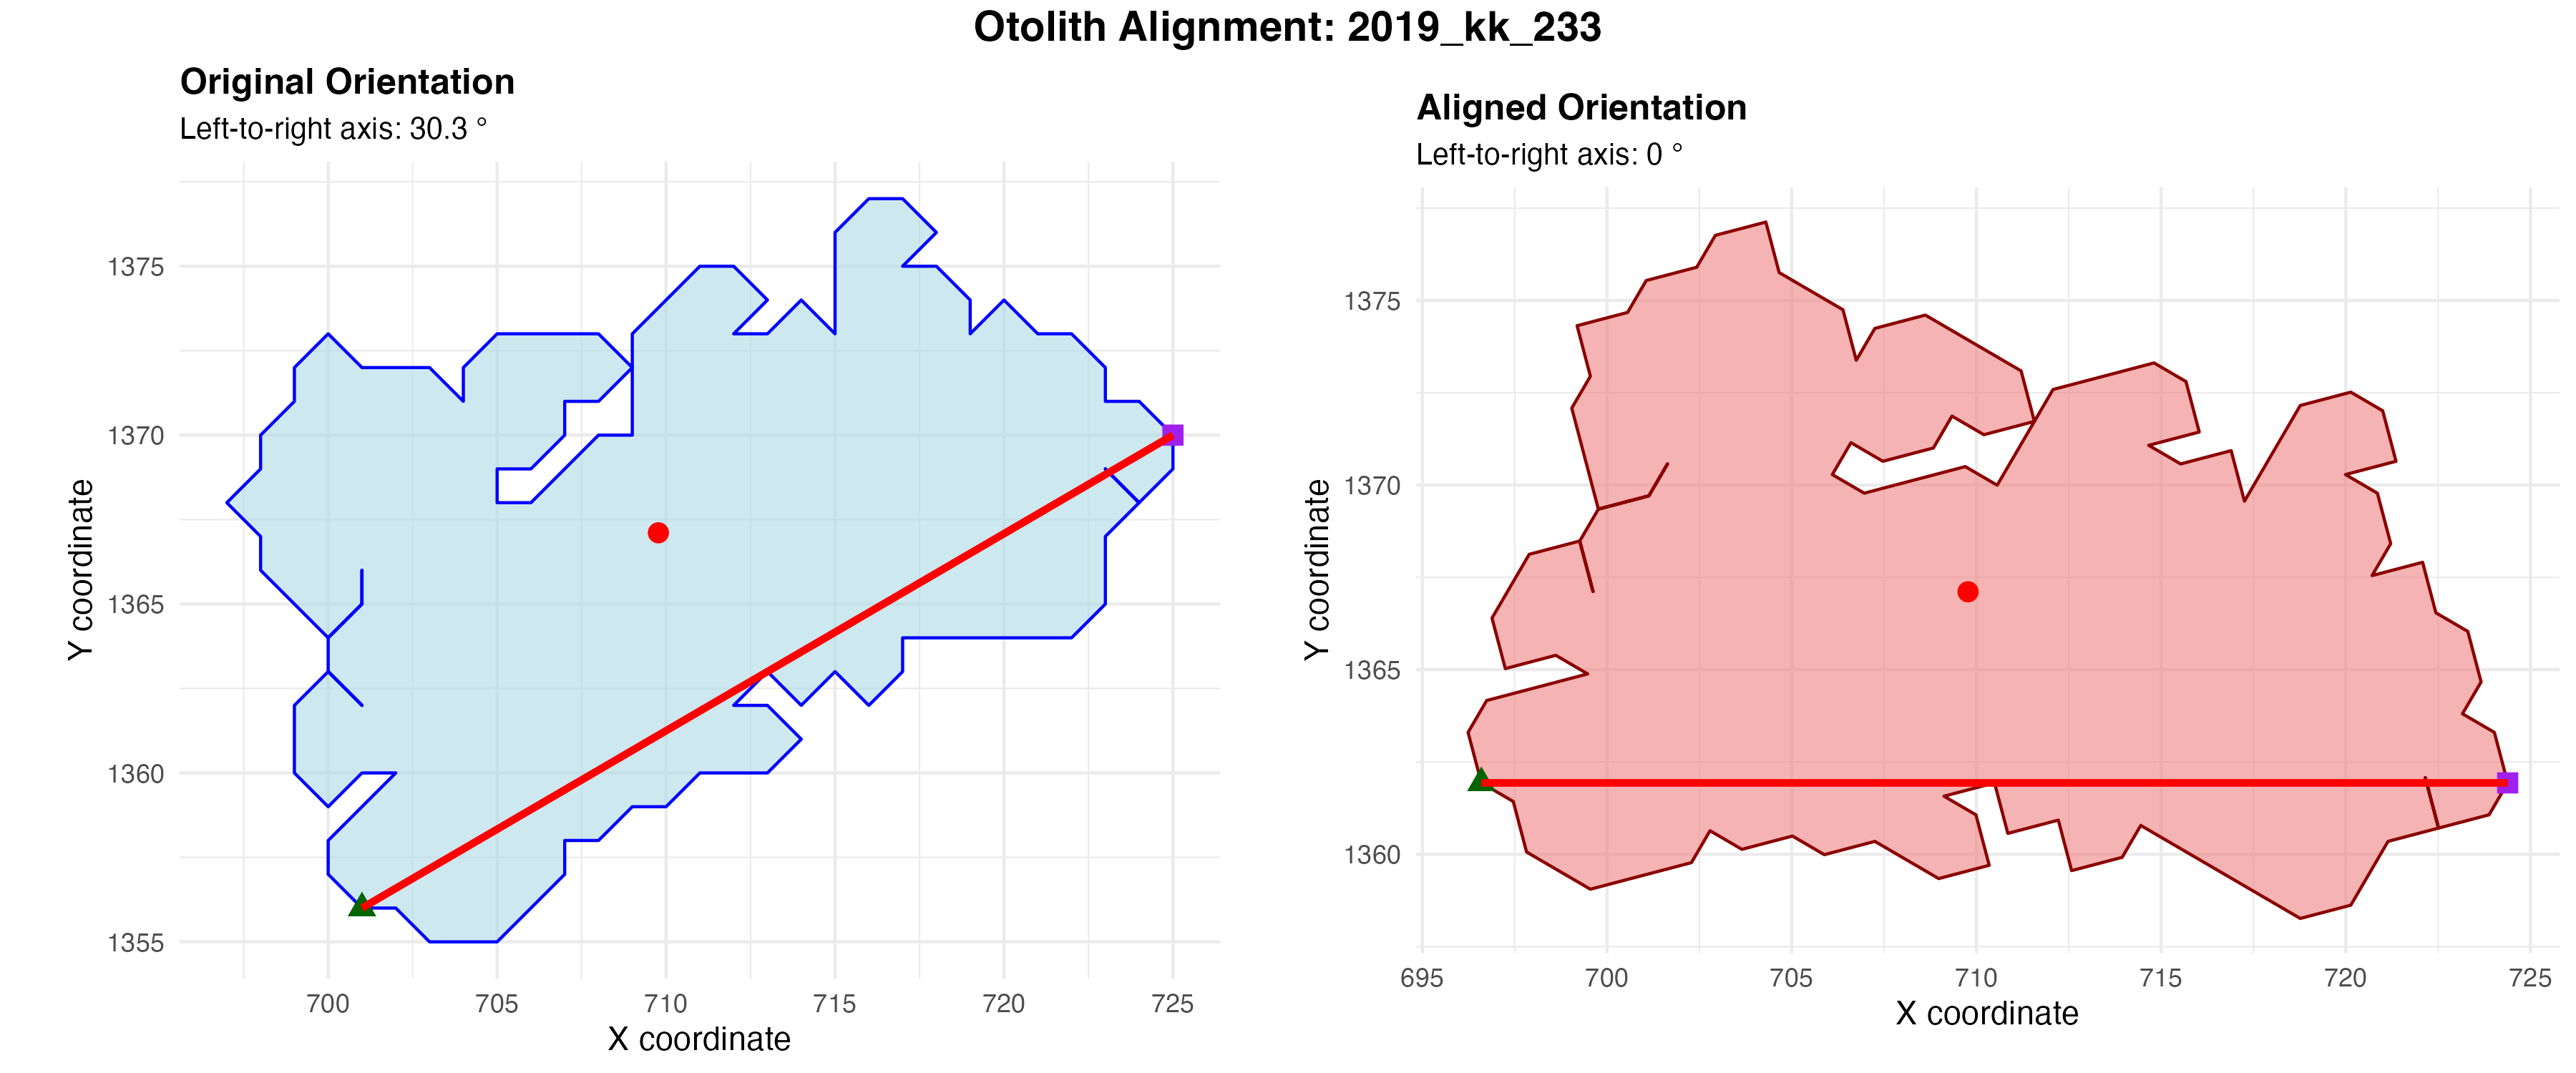 Otolith Alignment: 2019_kk_233
Original Orientation
Left-to-right axis: 30.3 °
1375
1370
1365
1360
1355
Y coordinate
700 705 710 715 720 725
X coordinate
Aligned Orientation
Left-to-right axis: 0 °
1375
1370
1365
1360
Y coordinate
695 700 705 710 715 720 725
X coordinate